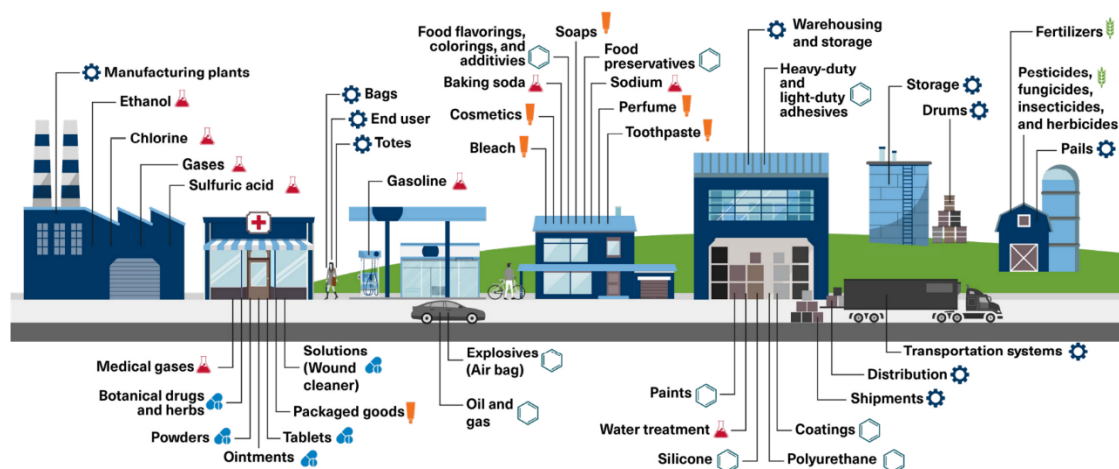 Manufacturing plants
Ethanol
Chlorine
Gases
Sulfuric acid
Bags
End user
Totes
Gasoline
Food flavorings,
colorings, and
additivies
Baking soda
Cosmetics
Bleach
Soaps
Food
preservatives
Sodium
Perfume
Toothpaste
Warehousing
and storage
Heavy-duty
and
light-duty
adhesives
Storage
Drums
Fertilizers
Pesticides,
fungicides,
insecticides,
and herbicides
Pails
Medical gases
Botanical drugs
and herbs
Powders
Ointments
Tablets
Packaged goods
Solutions
(Wound
cleaner)
Explosives
(Air bag)
Oil and
gas
Paints
Water treatment
Silicone
Polyurethane
Coatings
Shipments
Distribution
Transportation systems